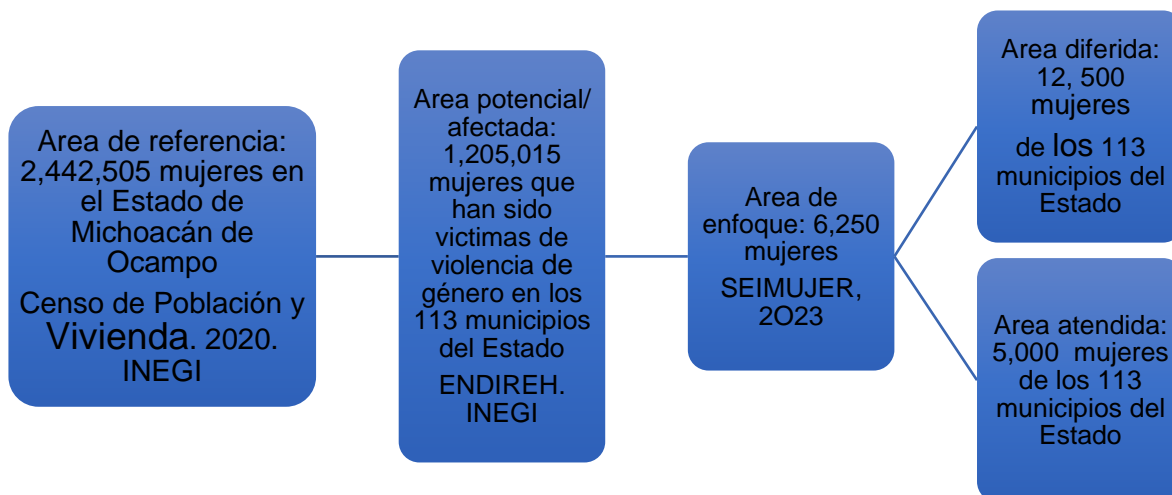 Area de referencia:
2,442,505 mujeres en
el Estado de
Michoacán de
Ocampo
Censo de Población y
Vivienda. 2020.
INEGI
Area potencial/
afectada:
1,205,015
mujeres que
han sido
victimas de
violencia de
género en los
113 municipios
del Estado
ENDIREH.
INEGI
Area de
enfoque: 6,250
mujeres
SEIMUJER,
2O23
Area diferida:
12, 500
mujeres
de los 113
municipios del
Estado
Area atendida:
5,000 mujeres
de los 113
municipios del
Estado